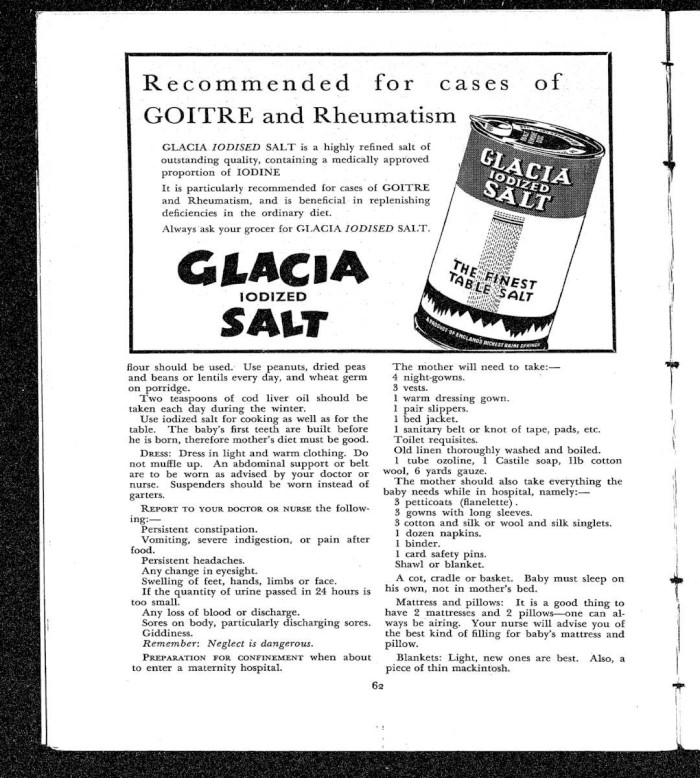 Recommended for cases of
GOITRE and Rheumatism
GLACIA IODISED SALT is a highly refined salt of
outstanding quality, containing a medically approved
proportion of IODINE
It is particularly recommended for cases of GOITRE
and Rheumatism, and is beneficial in replenishing
deficiencies in the ordinary diet.
Always ask your grocer for GLACIA IODISED SALT.
GLACIA
IODIZED
SALT
GLACIA
IODIZED
SALT
THE FINEST
TABLE SALT
A PRODUCT OF ENGLAND'S RICHEST BRINE SPRINGS
flour should be used. Use peanuts, dried peas
and beans or lentils every day, and wheat germ
on porridge.
Two teaspoons of cod liver oil should be
taken each day during the winter.
Use iodized salt for cooking as well as for the
table. The baby's first teeth are built before
he is born, therefore mother's diet must be good.
DRESS: Dress in light and warm clothing. Do
not muffle up. An abdominal support or belt
are to be worn as advised by your doctor or
nurse. Suspenders should be worn instead of
garters.
REPORT TO YOUR DOCTOR OR NURSE the follow-
ing:—
Persistent constipation.
Vomiting, severe indigestion, or pain after
food.
Persistent headaches.
Any change in eyesight.
Swelling of feet, hands, limbs or face.
If the quantity of urine passed in 24 hours is
too small.
Any loss of blood or discharge.
Sores on body, particularly discharging sores.
Giddiness.
Remember: Neglect is dangerous.
PREPARATION FOR CONFINEMENT when about
to enter a maternity hospital.
The mother will need to take:—
4 night-gowns.
3 vests.
1 warm dressing gown.
1 pair slippers.
1 bed jacket.
1 sanitary belt or knot of tape, pads, etc.
Toilet requisites.
Old linen thoroughly washed and boiled.
1 tube ozoline, 1 Castile soap, 1lb cotton
wool, 6 yards gauze.
The mother should also take everything the
baby needs while in hospital, namely:—
3 petticoats (flanelette).
3 gowns with long sleeves.
3 cotton and silk or wool and silk singlets.
1 dozen napkins.
1 binder.
1 card safety pins.
Shawl or blanket.
A cot, cradle or basket. Baby must sleep on
his own, not in mother's bed.
Mattress and pillows: It is a good thing to
have 2 mattresses and 2 pillows—one can al-
ways be airing. Your nurse will advise you of
the best kind of filling for baby's mattress and
pillow.
Blankets: Light, new ones are best. Also, a
piece of thin mackintosh.
62